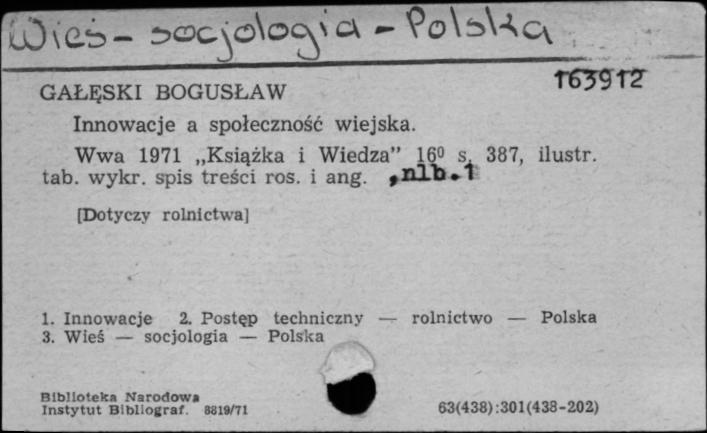 Wieś - socjologia - Polska
163912
GAŁĘSKI BOGUSŁAW
Innowacje a społeczność wiejska.
Wwa 1971 „Książka i Wiedza” 16⁰ s. 387, ilustr.
tab. wykr. spis treści ros. i ang. , nlb. 1
[Dotyczy rolnictwa]
1. Innowacje 2. Postęp techniczny — rolnictwo — Polska
3. Wieś — socjologia — Polska
Biblioteka Narodowa
Instytut Bibliograf. 8819/71
63(438):301(438-202)